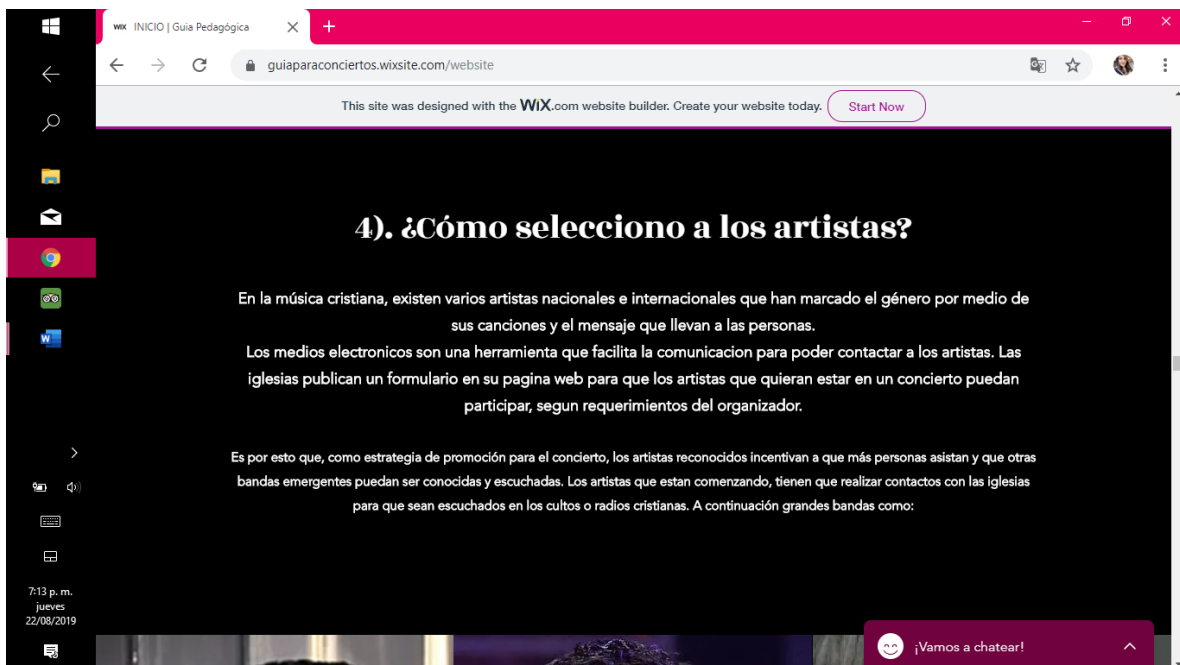 WIX INICIO | Guia Pedagógica
guiaparaconciertos.wixsite.com/website
This site was designed with the WiX.com website builder. Create your website today. Start Now
4). ¿Cómo selecciono a los artistas?
En la música cristiana, existen varios artistas nacionales e internacionales que han marcado el género por medio de
sus canciones y el mensaje que llevan a las personas.
Los medios electronicos son una herramienta que facilita la comunicacion para poder contactar a los artistas. Las
iglesias publican un formulario en su pagina web para que los artistas que quieran estar en un concierto puedan
participar, segun requerimientos del organizador.
Es por esto que, como estrategia de promoción para el concierto, los artistas reconocidos incentivan a que más personas asistan y que otras
bandas emergentes puedan ser conocidas y escuchadas. Los artistas que estan comenzando, tienen que realizar contactos con las iglesias
para que sean escuchados en los cultos o radios cristianas. A continuación grandes bandas como:
7:13 p. m.
jueves
22/08/2019
¡Vamos a chatear!